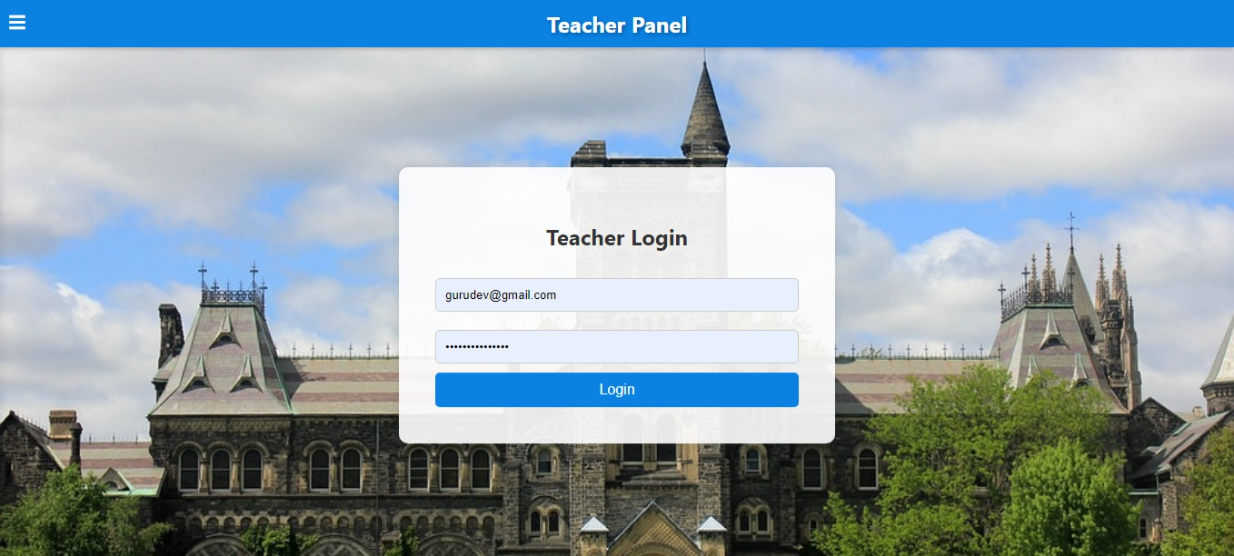 Teacher Panel
Teacher Login
gurudev@gmail.com
•••••••••••••••
Login